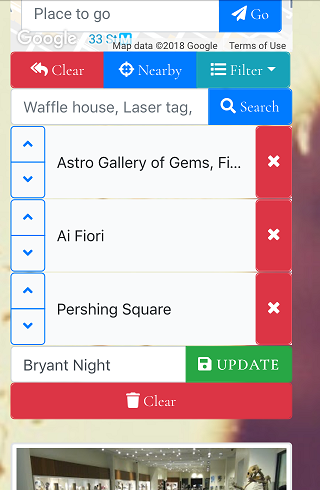 Place to go
Go
Google
33 St
Map data ©2018 Google
Terms of Use
Clear
Nearby
Filter
Waffle house, Laser tag,
Search
Astro Gallery of Gems, Fi...
Ai Fiori
Pershing Square
Bryant Night
UPDATE
Clear